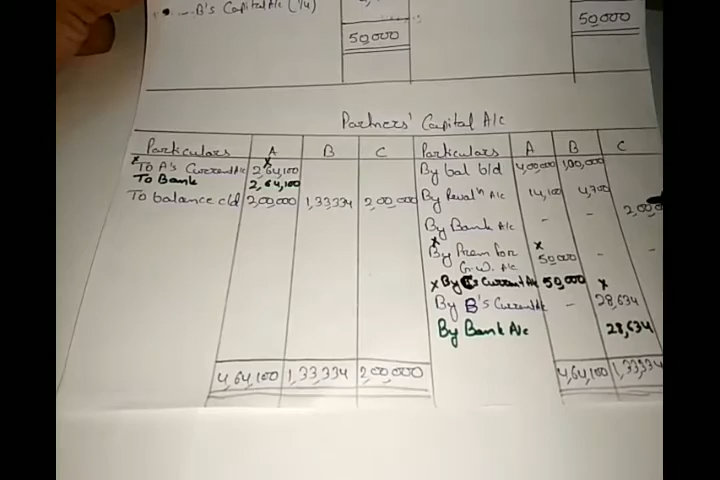 B's Capital A/c (1/4)
50,000
50,000
Partners' Capital A/c
Particulars A B C Particulars A B C
x To A's Current A/c x 2,64,100 By bal b/d 4,00,000 1,00,000
To Bank 2,64,100
To balance c/d 2,00,000 1,33,334 2,00,000 By Reval'n A/c 14,100 4,700
By Bank A/c - - 2,00,0
x By Prem for G.W. A/c x 50,000 - -
x By C's Current A/c 50,000 x
By B's Current A/c - 28,634
By Bank A/c 28,634
4,64,100 1,33,334 2,00,000 4,64,100 1,33,334